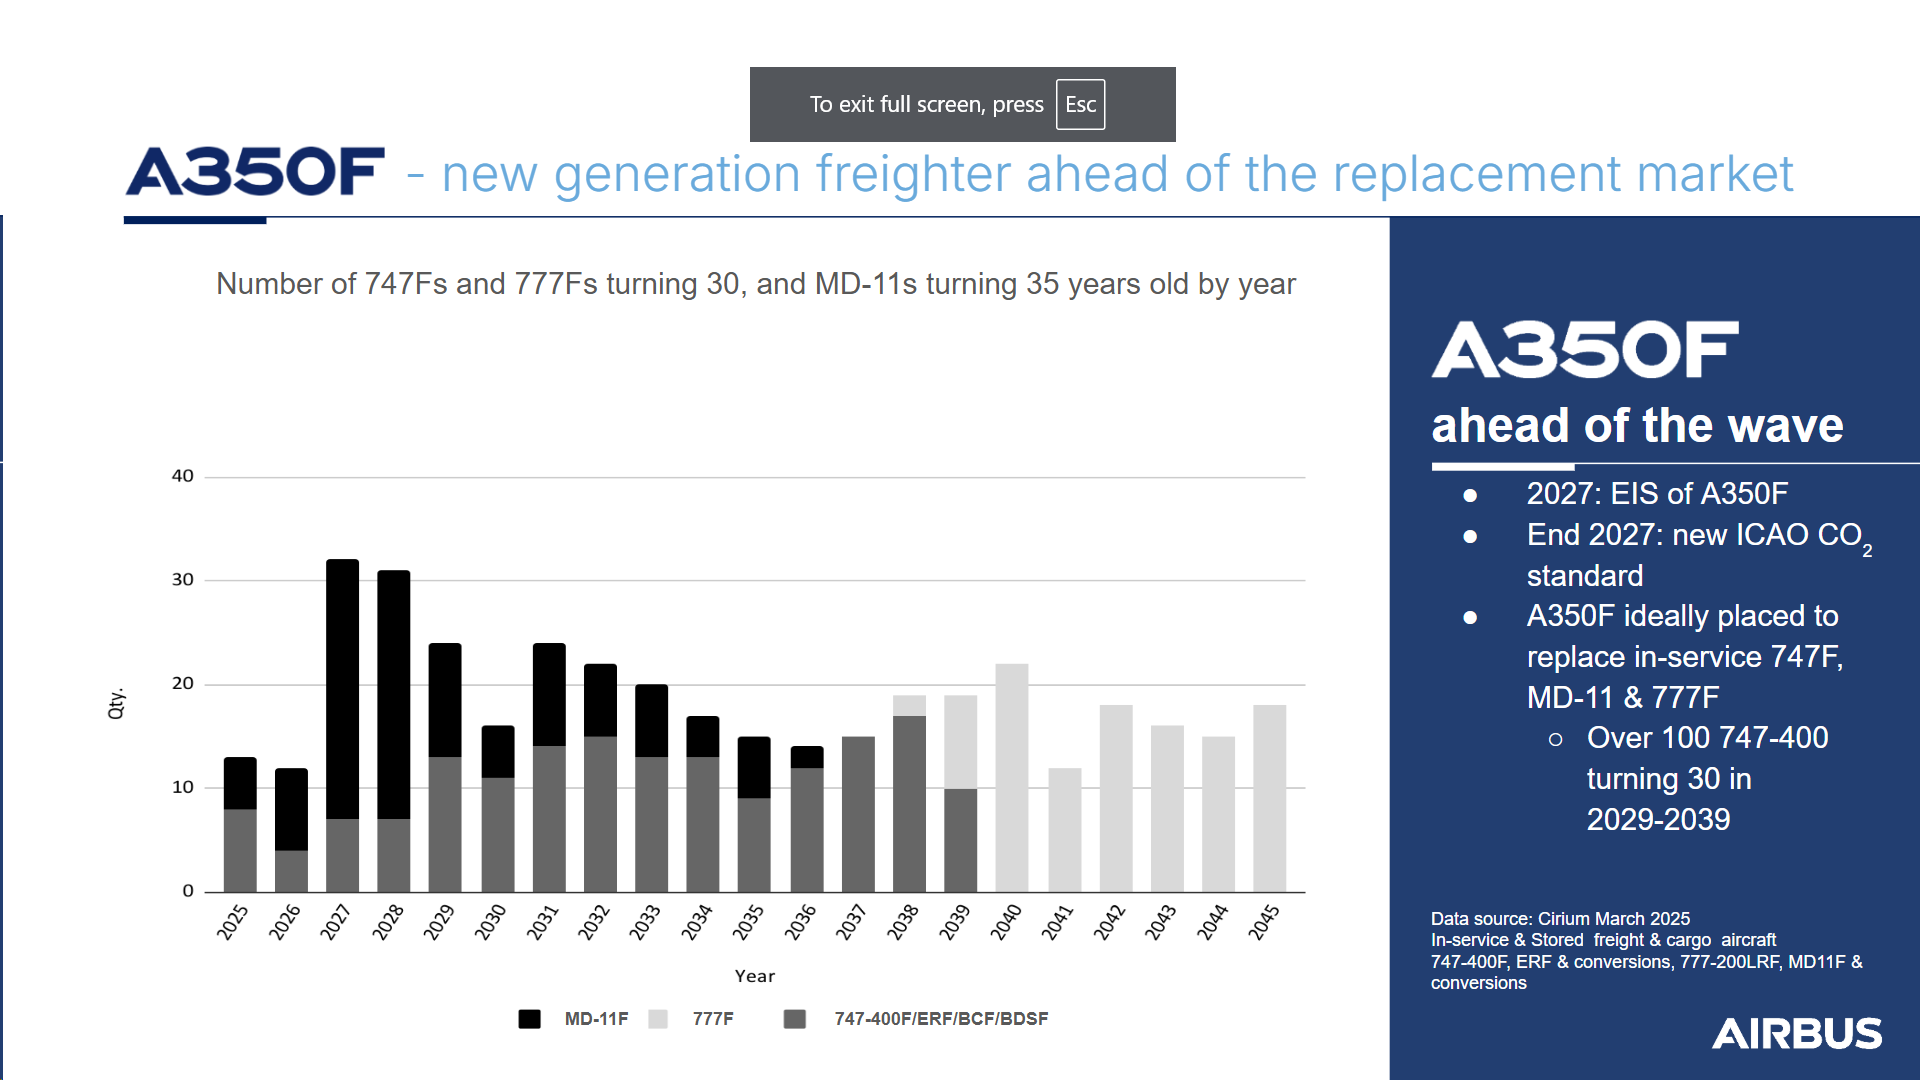 To exit full screen, press Esc
A350F - new generation freighter ahead of the replacement market
Number of 747Fs and 777Fs turning 30, and MD-11s turning 35 years old by year
40
30
20
10
0
Qty.
2025 2026 2027 2028 2029 2030 2031 2032 2033 2034 2035 2036 2037 2038 2039 2040 2041 2042 2043 2044 2045
Year
MD-11F 777F 747-400F/ERF/BCF/BDSF
A350F
ahead of the wave
● 2027: EIS of A350F
● End 2027: new ICAO CO2
standard
● A350F ideally placed to
replace in-service 747F,
MD-11 & 777F
○ Over 100 747-400
turning 30 in
2029-2039
Data source: Cirium March 2025
In-service & Stored freight & cargo aircraft
747-400F, ERF & conversions, 777-200LRF, MD11F &
conversions
AIRBUS